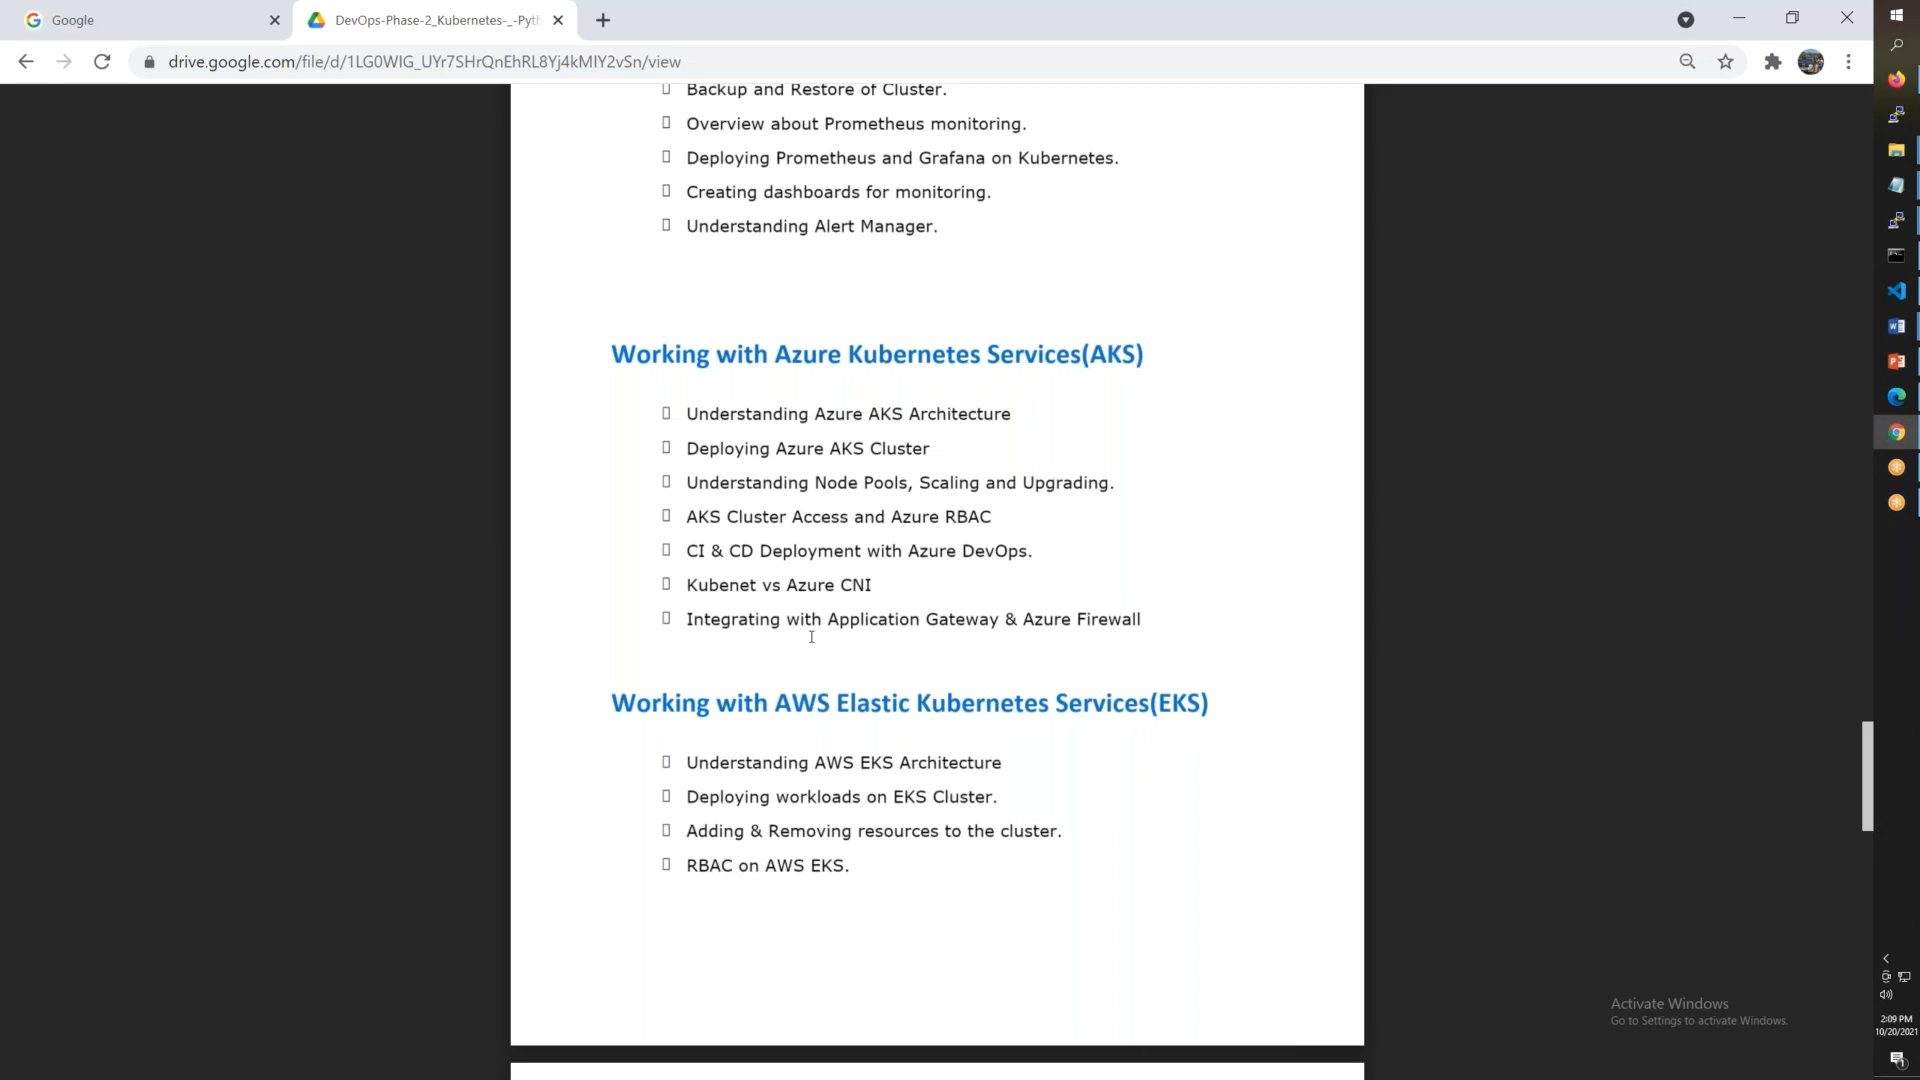 Google
DevOps-Phase-2_Kubernetes-_-Pyth
drive.google.com/file/d/1LG0WIG_UYr7SHrQnEhRL8Yj4kMIY2vSn/view
Backup and Restore of Cluster.
Overview about Prometheus monitoring.
Deploying Prometheus and Grafana on Kubernetes.
Creating dashboards for monitoring.
Understanding Alert Manager.
Working with Azure Kubernetes Services(AKS)
Understanding Azure AKS Architecture
Deploying Azure AKS Cluster
Understanding Node Pools, Scaling and Upgrading.
AKS Cluster Access and Azure RBAC
CI & CD Deployment with Azure DevOps.
Kubenet vs Azure CNI
Integrating with Application Gateway & Azure Firewall
Working with AWS Elastic Kubernetes Services(EKS)
Understanding AWS EKS Architecture
Deploying workloads on EKS Cluster.
Adding & Removing resources to the cluster.
RBAC on AWS EKS.
Activate Windows
Go to Settings to activate Windows.
2:09 PM
10/20/2021